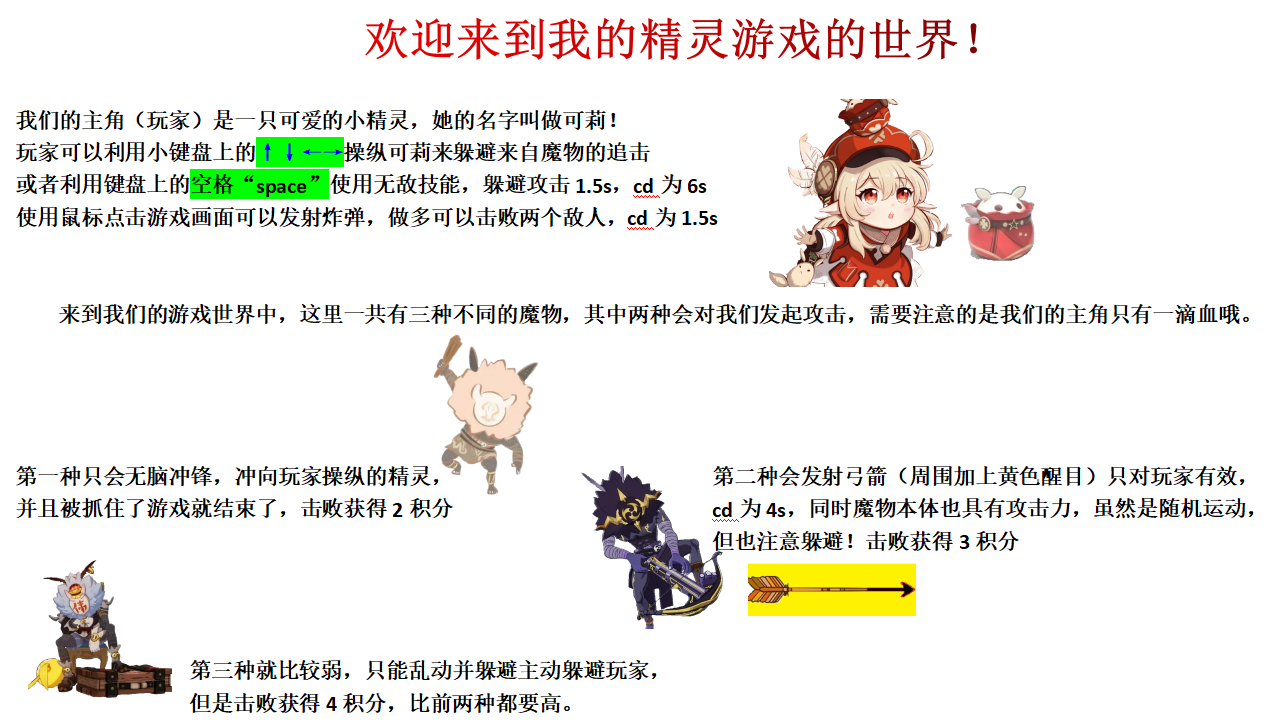 欢迎来到我的精灵游戏的世界！
我们的主角（玩家）是一只可爱的小精灵，她的名字叫做可莉！
玩家可以利用小键盘上的↑↓←→操纵可莉来躲避来自魔物的追击
或者利用键盘上的空格“space”使用无敌技能，躲避攻击1.5s，cd为6s
使用鼠标点击游戏画面可以发射炸弹，做多可以击败两个敌人，cd为1.5s
来到我们的游戏世界中，这里一共有三种不同的魔物，其中两种会对我们发起攻击，需要注意的是我们的主角只有一滴血哦。
第一种只会无脑冲锋，冲向玩家操纵的精灵，
并且被抓住了游戏就结束了，击败获得2积分
第二种会发射弓箭（周围加上黄色醒目）只对玩家有效，
cd为4s，同时魔物本体也具有攻击力，虽然是随机运动，
但也注意躲避！击败获得3积分
第三种就比较弱，只能乱动并躲避主动躲避玩家，
但是击败获得4积分，比前两种都要高。